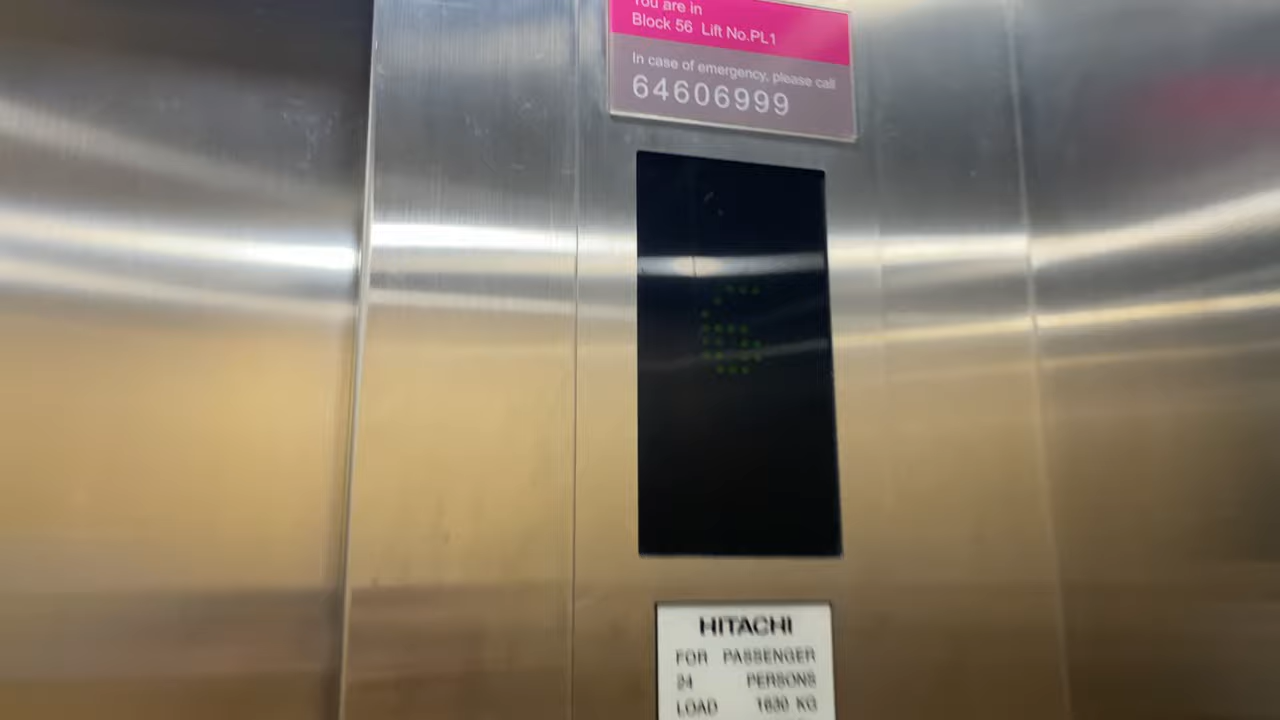 You are in
Block 56 Lift No.PL1
In case of emergency, please call
64606999
6
HITACHI
FOR PASSENGER
24 PERSONS
LOAD 1630 KG